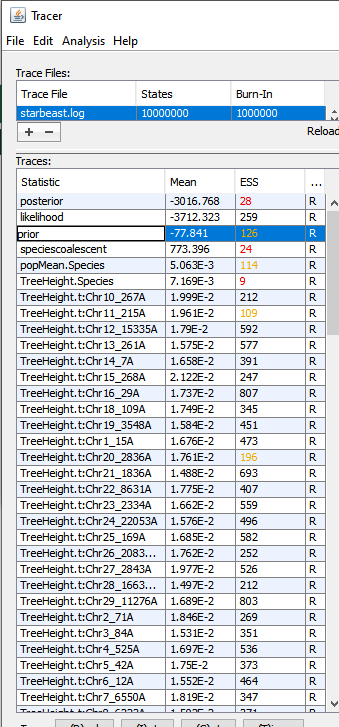 Tracer
File Edit Analysis Help
Trace Files:
Trace File States Burn-In
starbeast.log 10000000 1000000
+ − Reload
Traces:
Statistic Mean ESS ...
posterior -3016.768 28 R
likelihood -3712.323 259 R
prior -77.841 126 R
speciescoalescent 773.396 24 R
popMean.Species 5.063E-3 114 R
TreeHeight.Species 7.169E-3 9 R
TreeHeight.t:Chr10_267A 1.999E-2 212 R
TreeHeight.t:Chr11_215A 1.961E-2 109 R
TreeHeight.t:Chr12_15335A 1.79E-2 592 R
TreeHeight.t:Chr13_261A 1.575E-2 577 R
TreeHeight.t:Chr14_7A 1.658E-2 391 R
TreeHeight.t:Chr15_268A 2.122E-2 247 R
TreeHeight.t:Chr16_29A 1.737E-2 807 R
TreeHeight.t:Chr18_109A 1.749E-2 345 R
TreeHeight.t:Chr19_3548A 1.584E-2 451 R
TreeHeight.t:Chr1_15A 1.676E-2 473 R
TreeHeight.t:Chr20_2836A 1.761E-2 196 R
TreeHeight.t:Chr21_1836A 1.488E-2 693 R
TreeHeight.t:Chr22_8631A 1.775E-2 407 R
TreeHeight.t:Chr23_2334A 1.662E-2 559 R
TreeHeight.t:Chr24_22053A 1.576E-2 496 R
TreeHeight.t:Chr25_169A 1.685E-2 582 R
TreeHeight.t:Chr26_2083... 1.762E-2 252 R
TreeHeight.t:Chr27_2843A 1.977E-2 526 R
TreeHeight.t:Chr28_1663... 1.497E-2 212 R
TreeHeight.t:Chr29_11276A 1.689E-2 803 R
TreeHeight.t:Chr2_71A 1.846E-2 269 R
TreeHeight.t:Chr3_84A 1.531E-2 351 R
TreeHeight.t:Chr4_525A 1.697E-2 536 R
TreeHeight.t:Chr5_42A 1.75E-2 373 R
TreeHeight.t:Chr6_12A 1.552E-2 464 R
TreeHeight.t:Chr7_6550A 1.819E-2 347 R